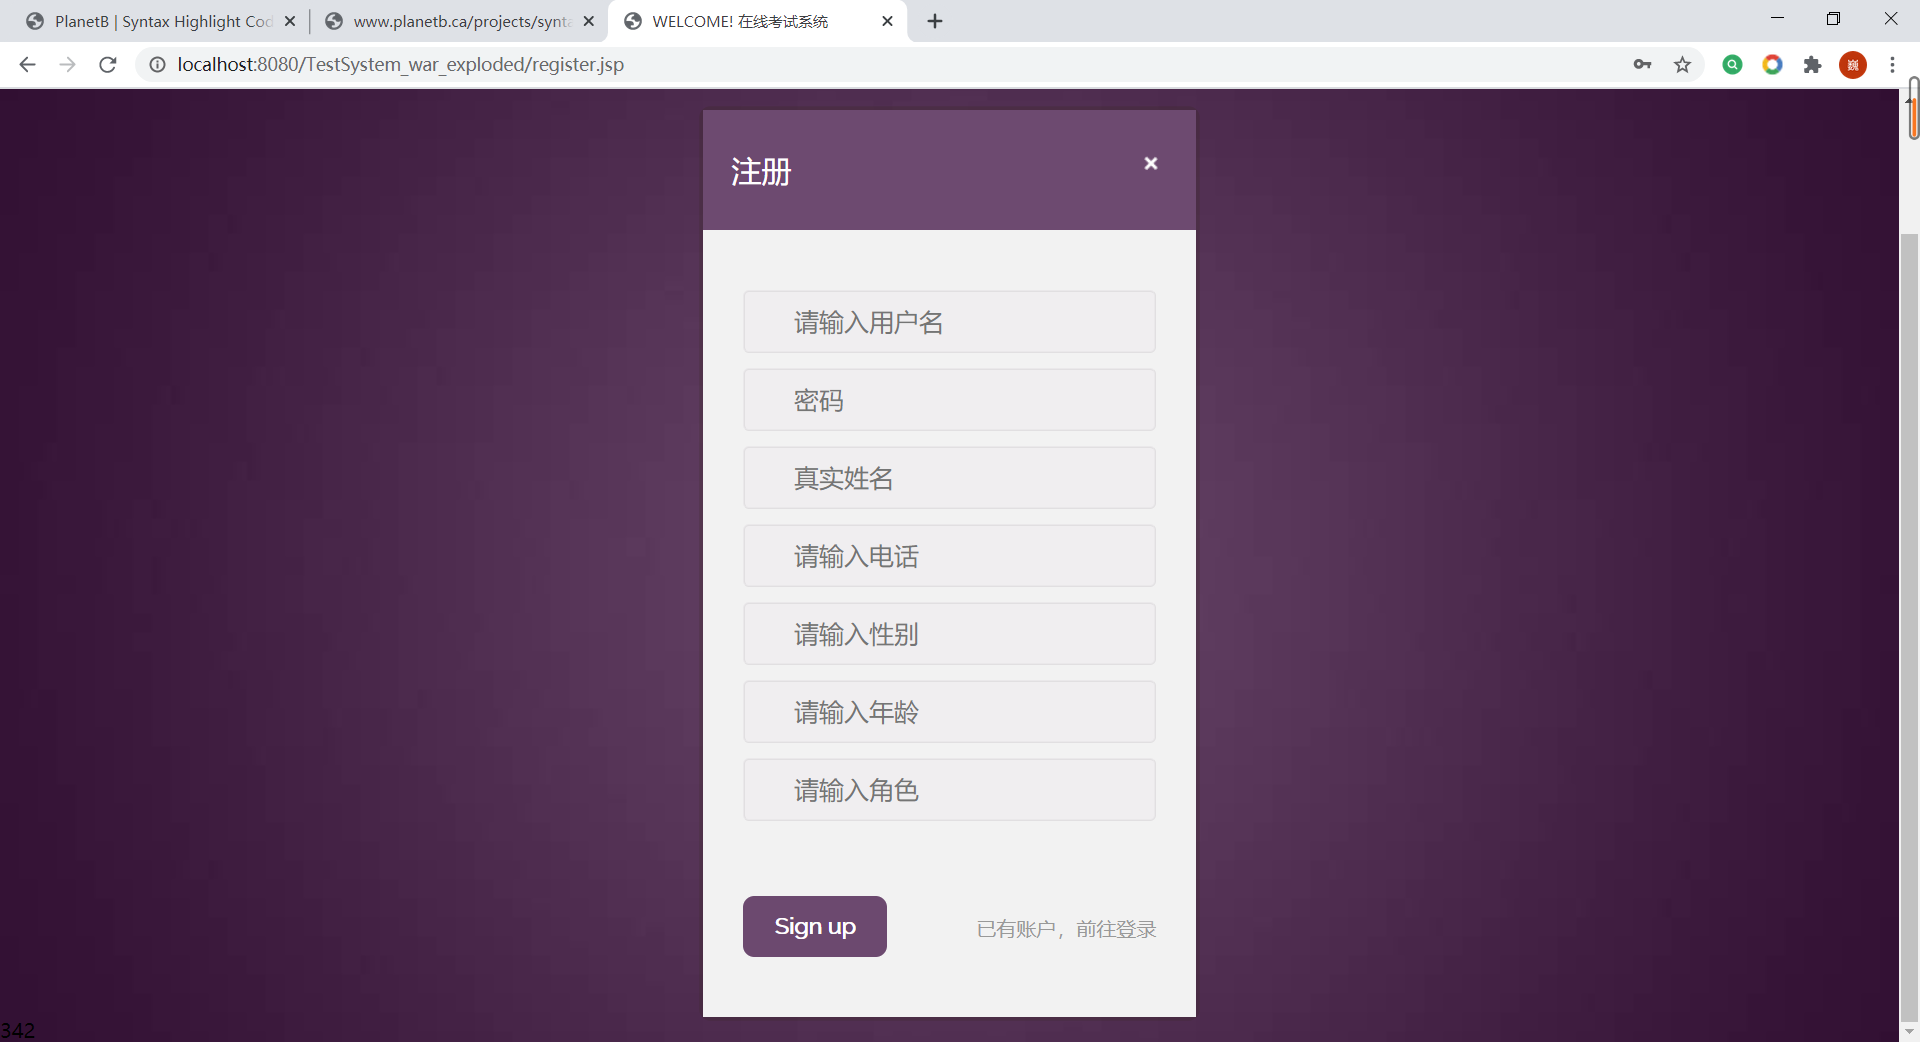 PlanetB | Syntax Highlight Cod
www.planetb.ca/projects/synta
WELCOME! 在线考试系统
localhost:8080/TestSystem_war_exploded/register.jsp
巍
注册
请输入用户名
密码
真实姓名
请输入电话
请输入性别
请输入年龄
请输入角色
Sign up
已有账户，前往登录
342